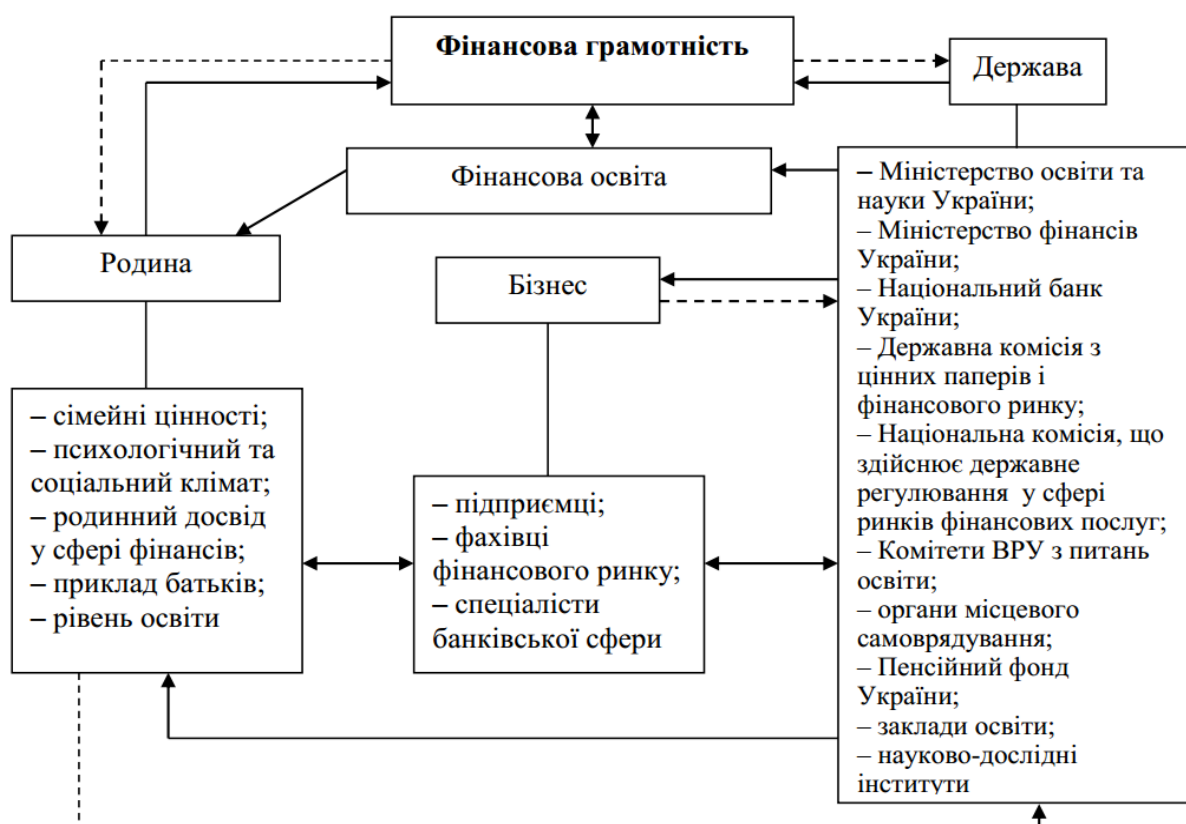 Фінансова грамотність
Держава
Фінансова освіта
Родина
Бізнес
– Міністерство освіти та
науки України;
– Міністерство фінансів
України;
– Національний банк
України;
– Державна комісія з
цінних паперів і
фінансового ринку;
– Національна комісія, що
здійснює державне
регулювання у сфері
ринків фінансових послуг;
– Комітети ВРУ з питань
освіти;
– органи місцевого
самоврядування;
– Пенсійний фонд
України;
– заклади освіти;
– науково-дослідні
інститути
– сімейні цінності;
– психологічний та
соціальний клімат;
– родинний досвід
у сфері фінансів;
– приклад батьків;
– рівень освіти
– підприємці;
– фахівці
фінансового ринку;
– спеціалісти
банківської сфери